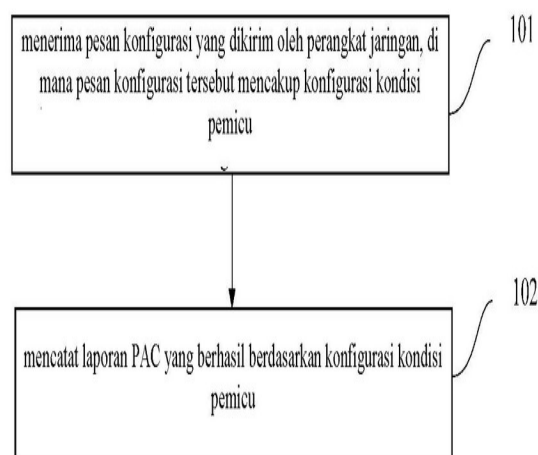 menerima pesan konfigurasi yang dikirim oleh perangkat jaringan, di
mana pesan konfigurasi tersebut mencakup konfigurasi kondisi
pemicu
101
mencatat laporan PAC yang berhasil berdasarkan konfigurasi kondisi
pemicu
102